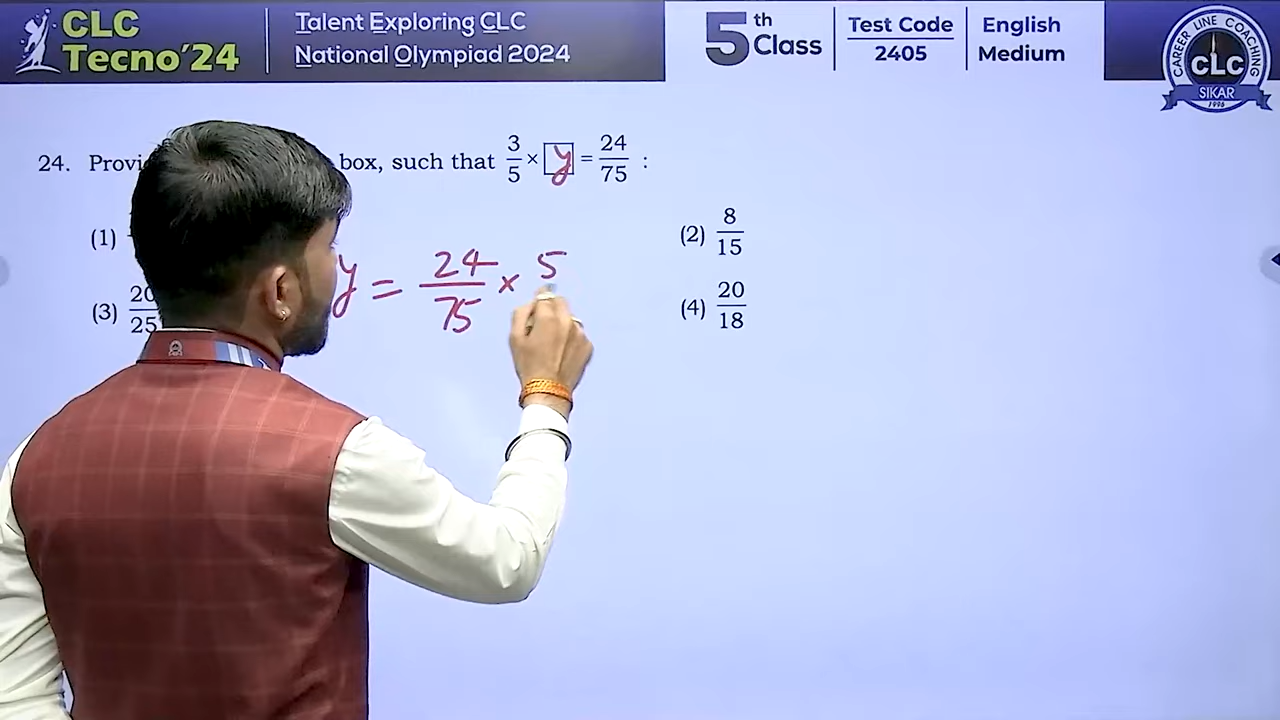 CLC
Tecno'24
Talent Exploring CLC
National Olympiad 2024
5th Class
Test Code
2405
English
Medium
CAREER LINE COACHING
CLC
SIKAR
1996
24. box, such that 3/5 × y = 24/75 :
(1)
(2) 8/15
y = 24/75 × 5
(3) 20/25
(4) 20/18